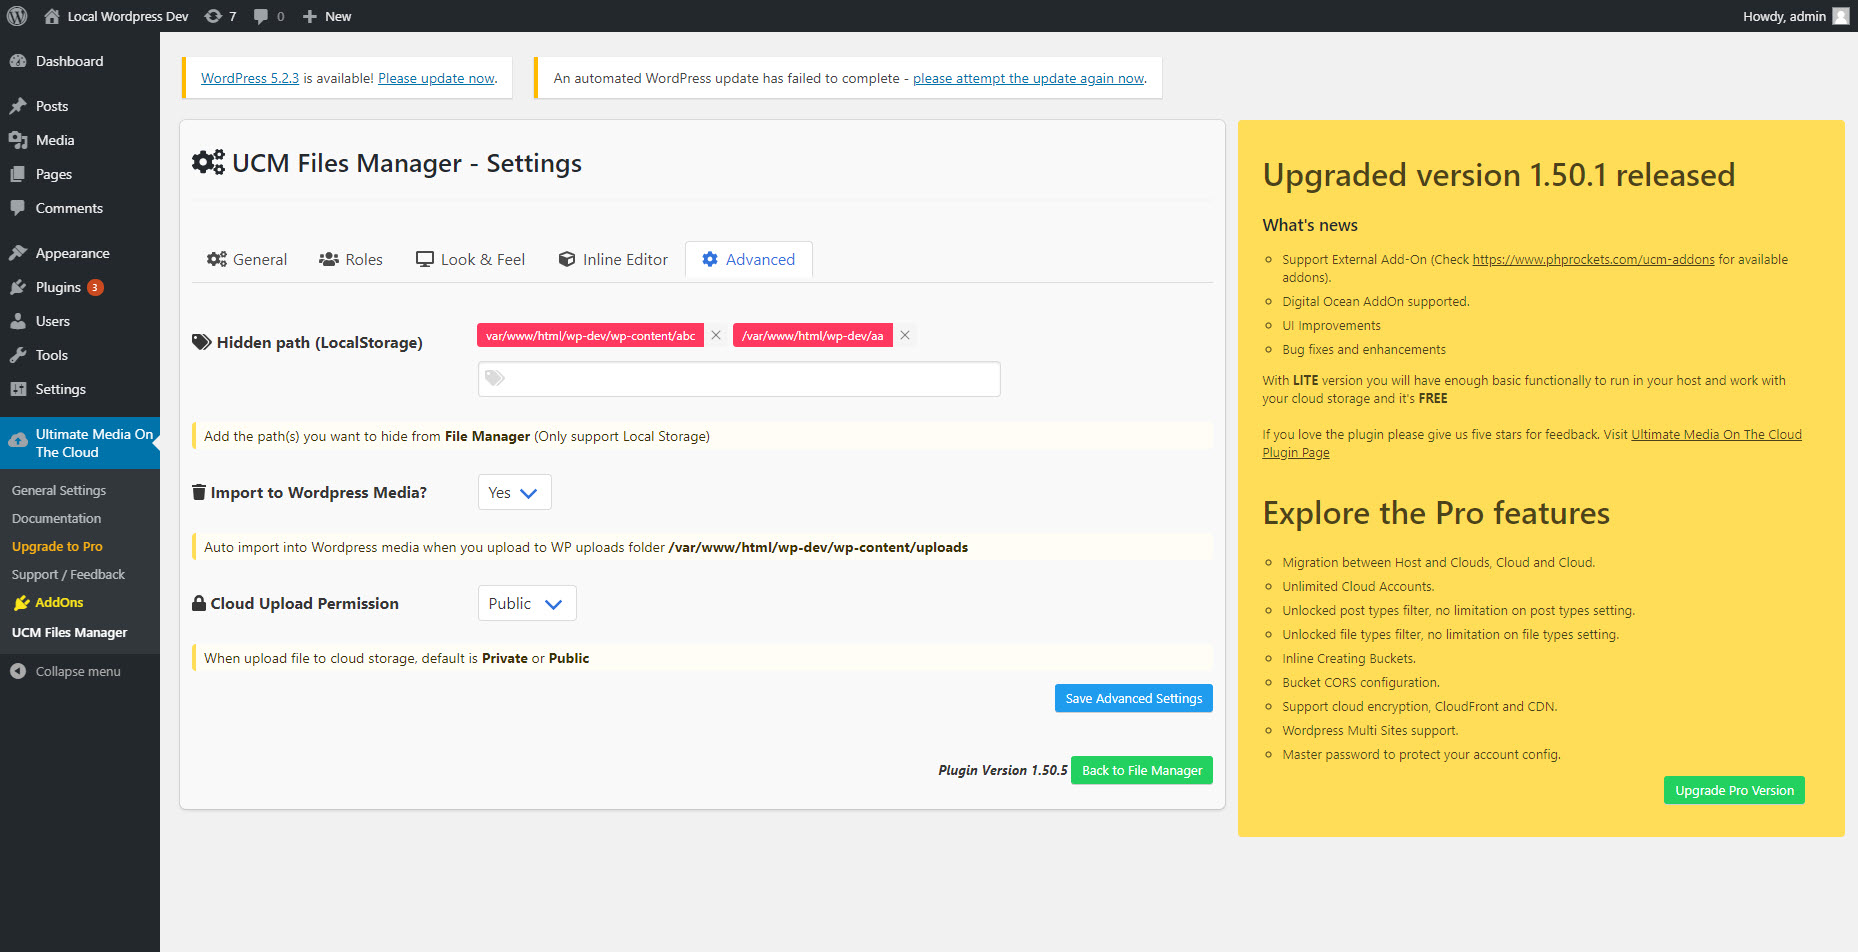 Local Wordpress Dev 7 0 New Howdy, admin
Dashboard
Posts
Media
Pages
Comments
Appearance
Plugins 3
Users
Tools
Settings
Ultimate Media On
The Cloud
General Settings
Documentation
Upgrade to Pro
Support / Feedback
AddOns
UCM Files Manager
Collapse menu
WordPress 5.2.3 is available! Please update now.
An automated WordPress update has failed to complete - please attempt the update again now.
UCM Files Manager - Settings
General Roles Look & Feel Inline Editor Advanced
Hidden path (LocalStorage)
var/www/html/wp-dev/wp-content/abc
/var/www/html/wp-dev/aa
Add the path(s) you want to hide from File Manager (Only support Local Storage)
Import to Wordpress Media? Yes
Auto import into Wordpress media when you upload to WP uploads folder /var/www/html/wp-dev/wp-content/uploads
Cloud Upload Permission Public
When upload file to cloud storage, default is Private or Public
Save Advanced Settings
Plugin Version 1.50.5 Back to File Manager
Upgraded version 1.50.1 released
What's news
Support External Add-On (Check https://www.phprockets.com/ucm-addons for available
addons).
Digital Ocean AddOn supported.
UI Improvements
Bug fixes and enhancements
With LITE version you will have enough basic functionally to run in your host and work with
your cloud storage and it's FREE
If you love the plugin please give us five stars for feedback. Visit Ultimate Media On The Cloud
Plugin Page
Explore the Pro features
Migration between Host and Clouds, Cloud and Cloud.
Unlimited Cloud Accounts.
Unlocked post types filter, no limitation on post types setting.
Unlocked file types filter, no limitation on file types setting.
Inline Creating Buckets.
Bucket CORS configuration.
Support cloud encryption, CloudFront and CDN.
Wordpress Multi Sites support.
Master password to protect your account config.
Upgrade Pro Version